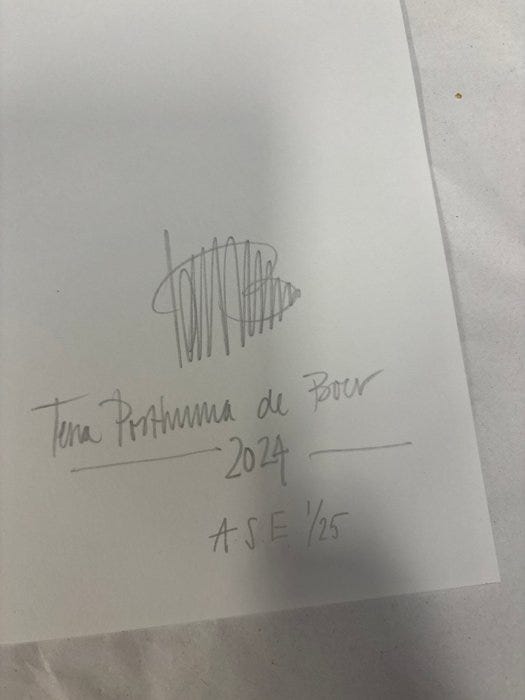 Tena Posthuma de Boer
2024
A.S.E. 1/25